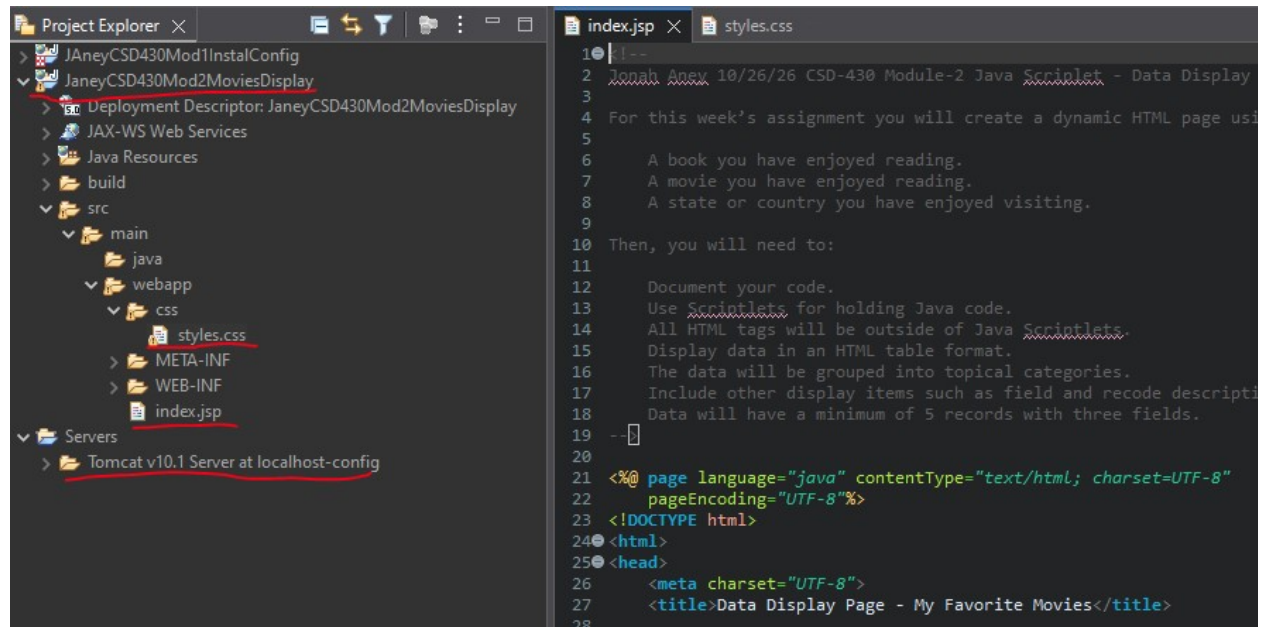 Project Explorer
JAneyCSD430Mod1InstalConfig
JaneyCSD430Mod2MoviesDisplay
Deployment Descriptor: JaneyCSD430Mod2MoviesDisplay
JAX-WS Web Services
Java Resources
build
src
main
java
webapp
css
styles.css
META-INF
WEB-INF
index.jsp
Servers
Tomcat v10.1 Server at localhost-config
index.jsp styles.css
1 <!--
2 Jonah Aney 10/26/26 CSD-430 Module-2 Java Scriplet - Data Display
3
4 For this week’s assignment you will create a dynamic HTML page usi
5
6 A book you have enjoyed reading.
7 A movie you have enjoyed reading.
8 A state or country you have enjoyed visiting.
9
10 Then, you will need to:
11
12 Document your code.
13 Use Scriptlets for holding Java code.
14 All HTML tags will be outside of Java Scriptlets.
15 Display data in an HTML table format.
16 The data will be grouped into topical categories.
17 Include other display items such as field and recode descripti
18 Data will have a minimum of 5 records with three fields.
19 -->
20
21 <%@ page language="java" contentType="text/html; charset=UTF-8"
22 pageEncoding="UTF-8"%>
23 <!DOCTYPE html>
24 <html>
25 <head>
26 <meta charset="UTF-8">
27 <title>Data Display Page - My Favorite Movies</title>
28